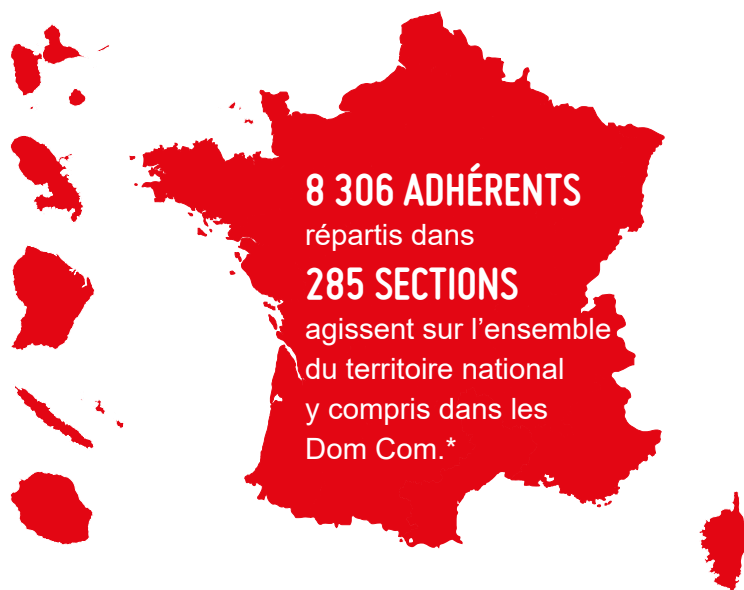 8 306 ADHÉRENTS
répartis dans
285 SECTIONS
agissent sur l’ensemble
du territoire national
y compris dans les
Dom Com.*